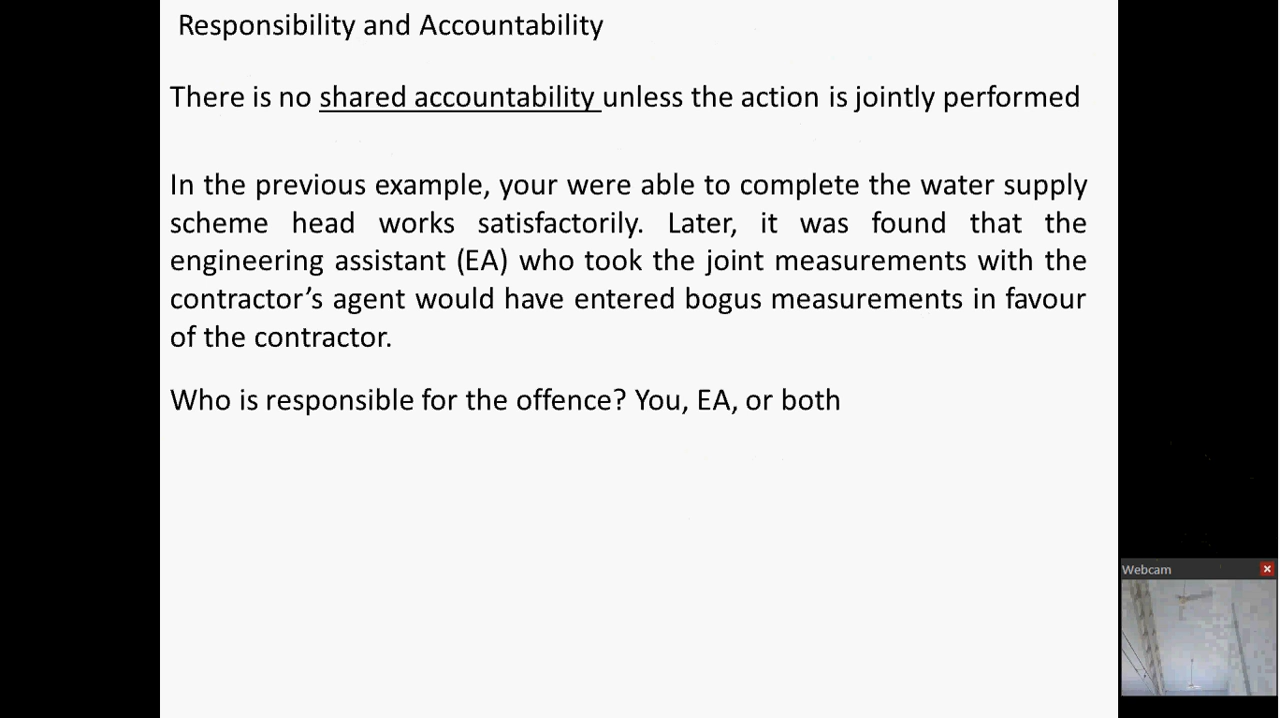 Responsibility and Accountability
There is no shared accountability unless the action is jointly performed
In the previous example, your were able to complete the water supply
scheme head works satisfactorily. Later, it was found that the
engineering assistant (EA) who took the joint measurements with the
contractor’s agent would have entered bogus measurements in favour
of the contractor.
Who is responsible for the offence? You, EA, or both
Webcam